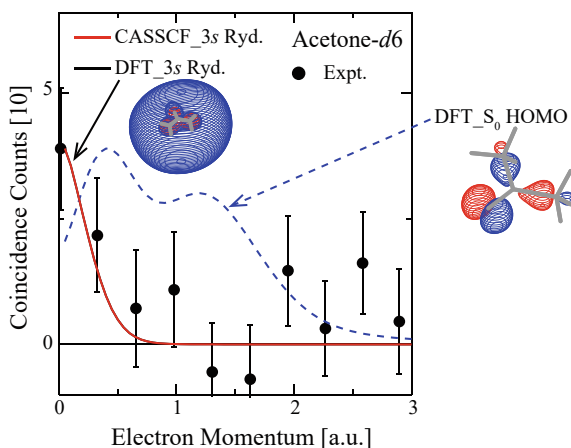 CASSCF_3s Ryd.
DFT_3s Ryd.
Acetone-d6
Expt.
DFT_S₀ HOMO
5
0
Coincidence Counts [10]
0 1 2 3
Electron Momentum [a.u.]